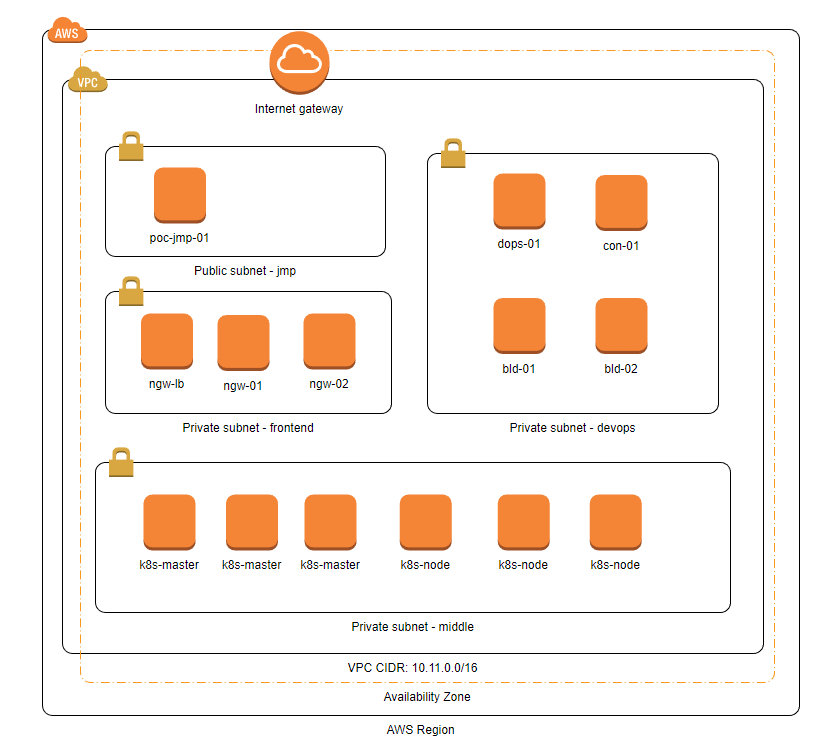 AWS
VPC
Internet gateway
poc-jmp-01
Public subnet - jmp
dops-01
con-01
bld-01
bld-02
Private subnet - devops
ngw-lb
ngw-01
ngw-02
Private subnet - frontend
k8s-master
k8s-master
k8s-master
k8s-node
k8s-node
k8s-node
Private subnet - middle
VPC CIDR: 10.11.0.0/16
Availability Zone
AWS Region